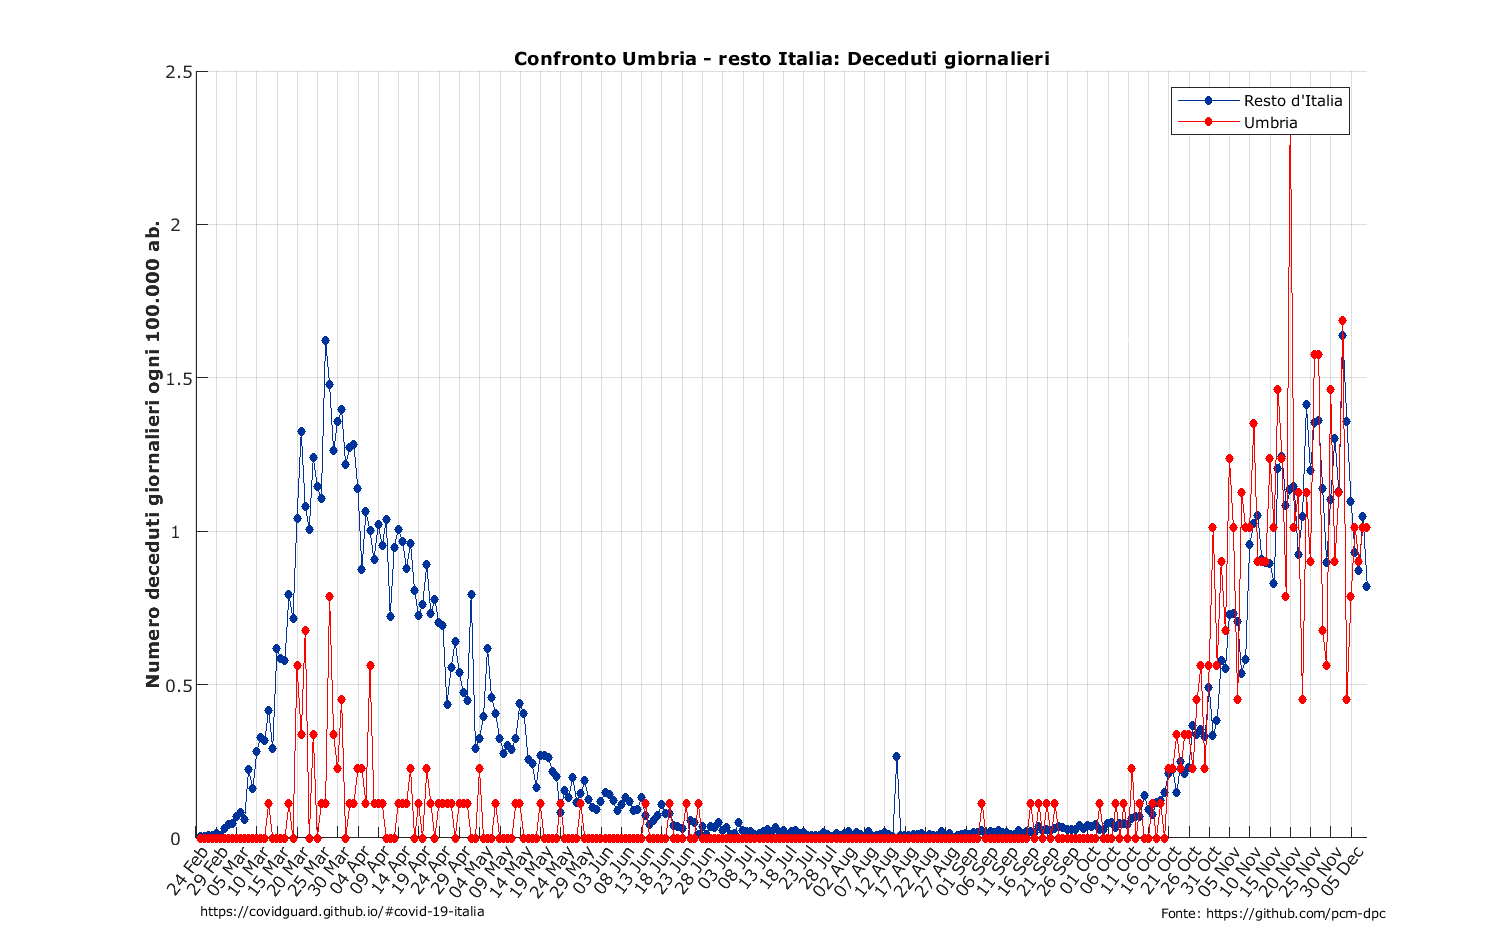 Confronto Umbria - resto Italia: Deceduti giornalieri
Resto d'Italia
Umbria
Numero deceduti giornalieri ogni 100.000 ab.
2.5
2
1.5
1
0.5
0
24 Feb
29 Feb
05 Mar
10 Mar
15 Mar
20 Mar
25 Mar
30 Mar
04 Apr
09 Apr
14 Apr
19 Apr
24 Apr
29 Apr
04 May
09 May
14 May
19 May
24 May
29 May
03 Jun
08 Jun
13 Jun
18 Jun
23 Jun
28 Jun
03 Jul
08 Jul
13 Jul
18 Jul
23 Jul
28 Jul
02 Aug
07 Aug
12 Aug
17 Aug
22 Aug
27 Aug
01 Sep
06 Sep
11 Sep
16 Sep
21 Sep
26 Sep
01 Oct
06 Oct
11 Oct
16 Oct
21 Oct
26 Oct
31 Oct
05 Nov
10 Nov
15 Nov
20 Nov
25 Nov
30 Nov
05 Dec
https://covidguard.github.io/#covid-19-italia
Fonte: https://github.com/pcm-dpc